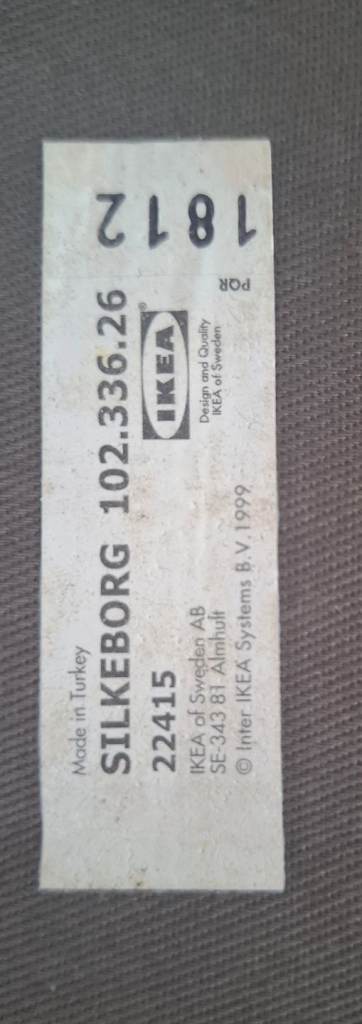 Made in Turkey
SILKEBORG 102.336.26
22415
IKEA®
IKEA of Sweden AB
SE-343 81 Älmhult
Design and Quality
IKEA of Sweden
© Inter IKEA Systems B.V. 1999
PQR
1812